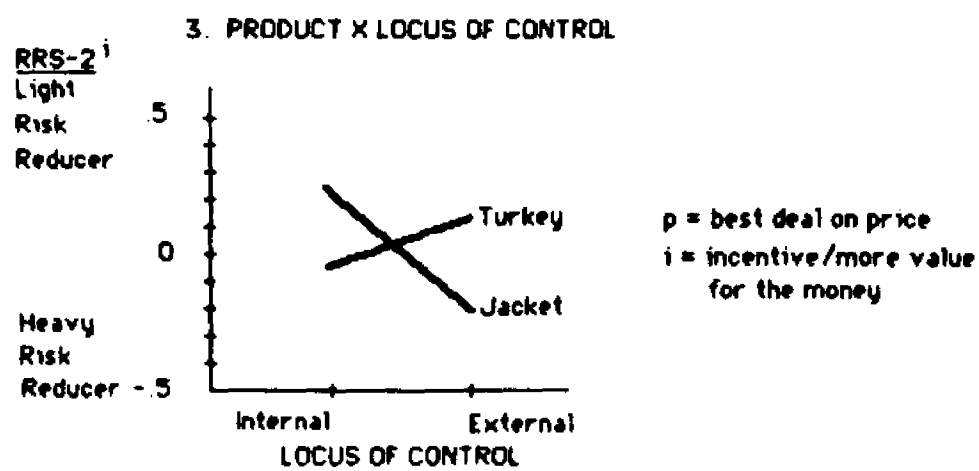 3. PRODUCT X LOCUS OF CONTROL
RRS-2 i
Light
Risk
Reducer
.5
0
Heavy
Risk
Reducer
-.5
Turkey
Jacket
p = best deal on price
i = incentive/more value
for the money
Internal
External
LOCUS OF CONTROL